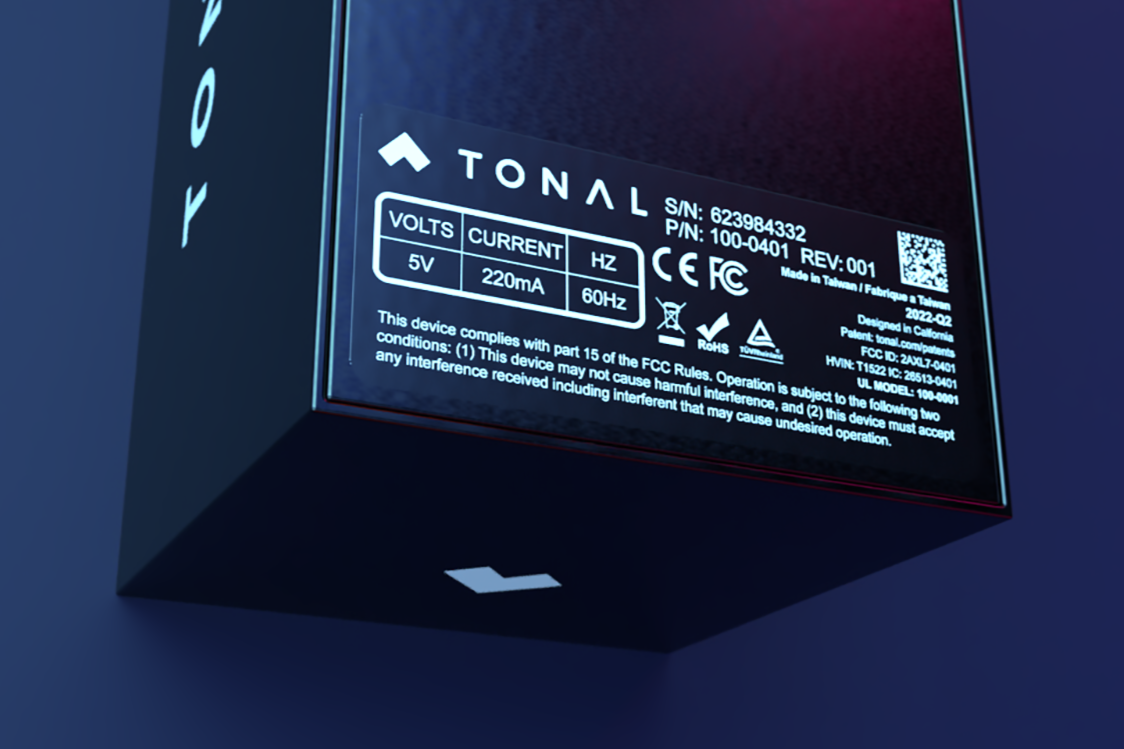 TONAL
S/N: 623984332
P/N: 100-0401 REV: 001
VOLTS CURRENT HZ
5V 220mA 60Hz
CE FC
RoHS
TÜVRheinland
Made in Taiwan / Fabrique a Taiwan
2022-Q2
Designed in California
Patent: tonal.com/patents
FCC ID: 2AXL7-0401
HVIN: T1522 IC: 26513-0401
UL MODEL: 100-0001
This device complies with part 15 of the FCC Rules. Operation is subject to the following two
conditions: (1) This device may not cause harmful interference, and (2) this device must accept
any interference received including interferent that may cause undesired operation.